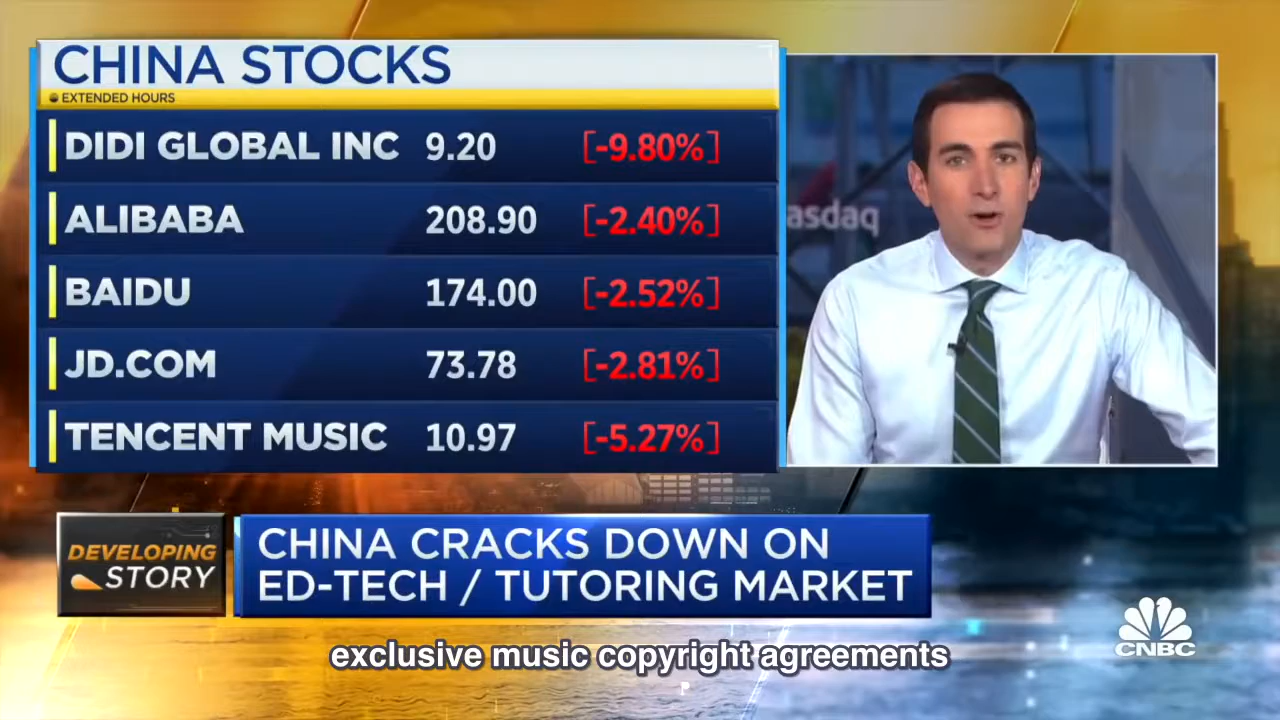 CHINA STOCKS
EXTENDED HOURS
DIDI GLOBAL INC 9.20 [-9.80%]
ALIBABA 208.90 [-2.40%]
BAIDU 174.00 [-2.52%]
JD.COM 73.78 [-2.81%]
TENCENT MUSIC 10.97 [-5.27%]
asdaq
DEVELOPING
STORY
CHINA CRACKS DOWN ON
ED-TECH / TUTORING MARKET
CNBC
exclusive music copyright agreements